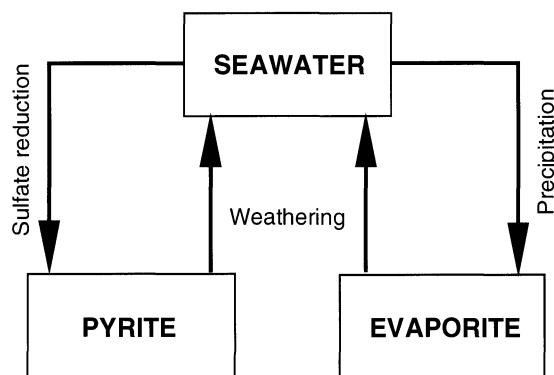 SEAWATER
Sulfate reduction
Weathering
Precipitation
PYRITE
EVAPORITE